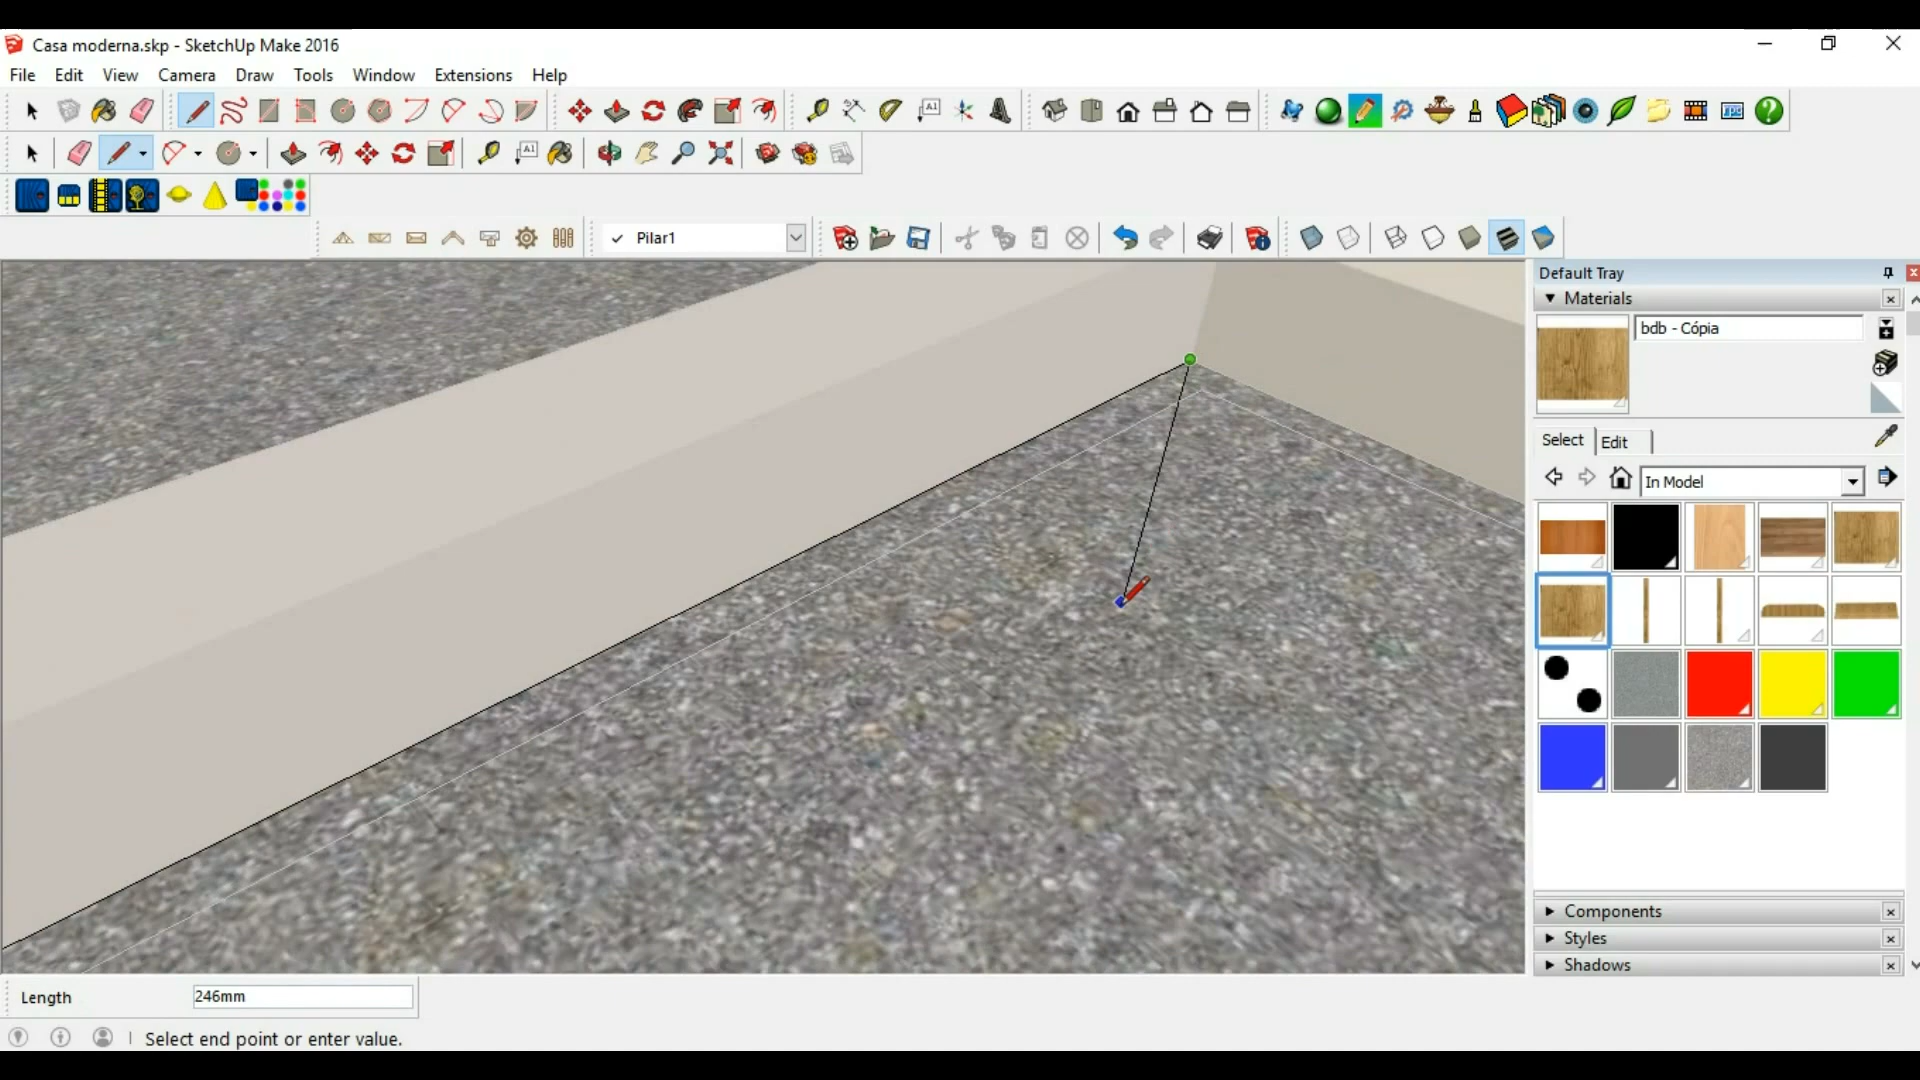 Casa moderna.skp - SketchUp Make 2016
File Edit View Camera Draw Tools Window Extensions Help
Pilar1
Default Tray
Materials
bdb - Cópia
Select Edit
In Model
Components
Styles
Shadows
Length 246mm
Select end point or enter value.